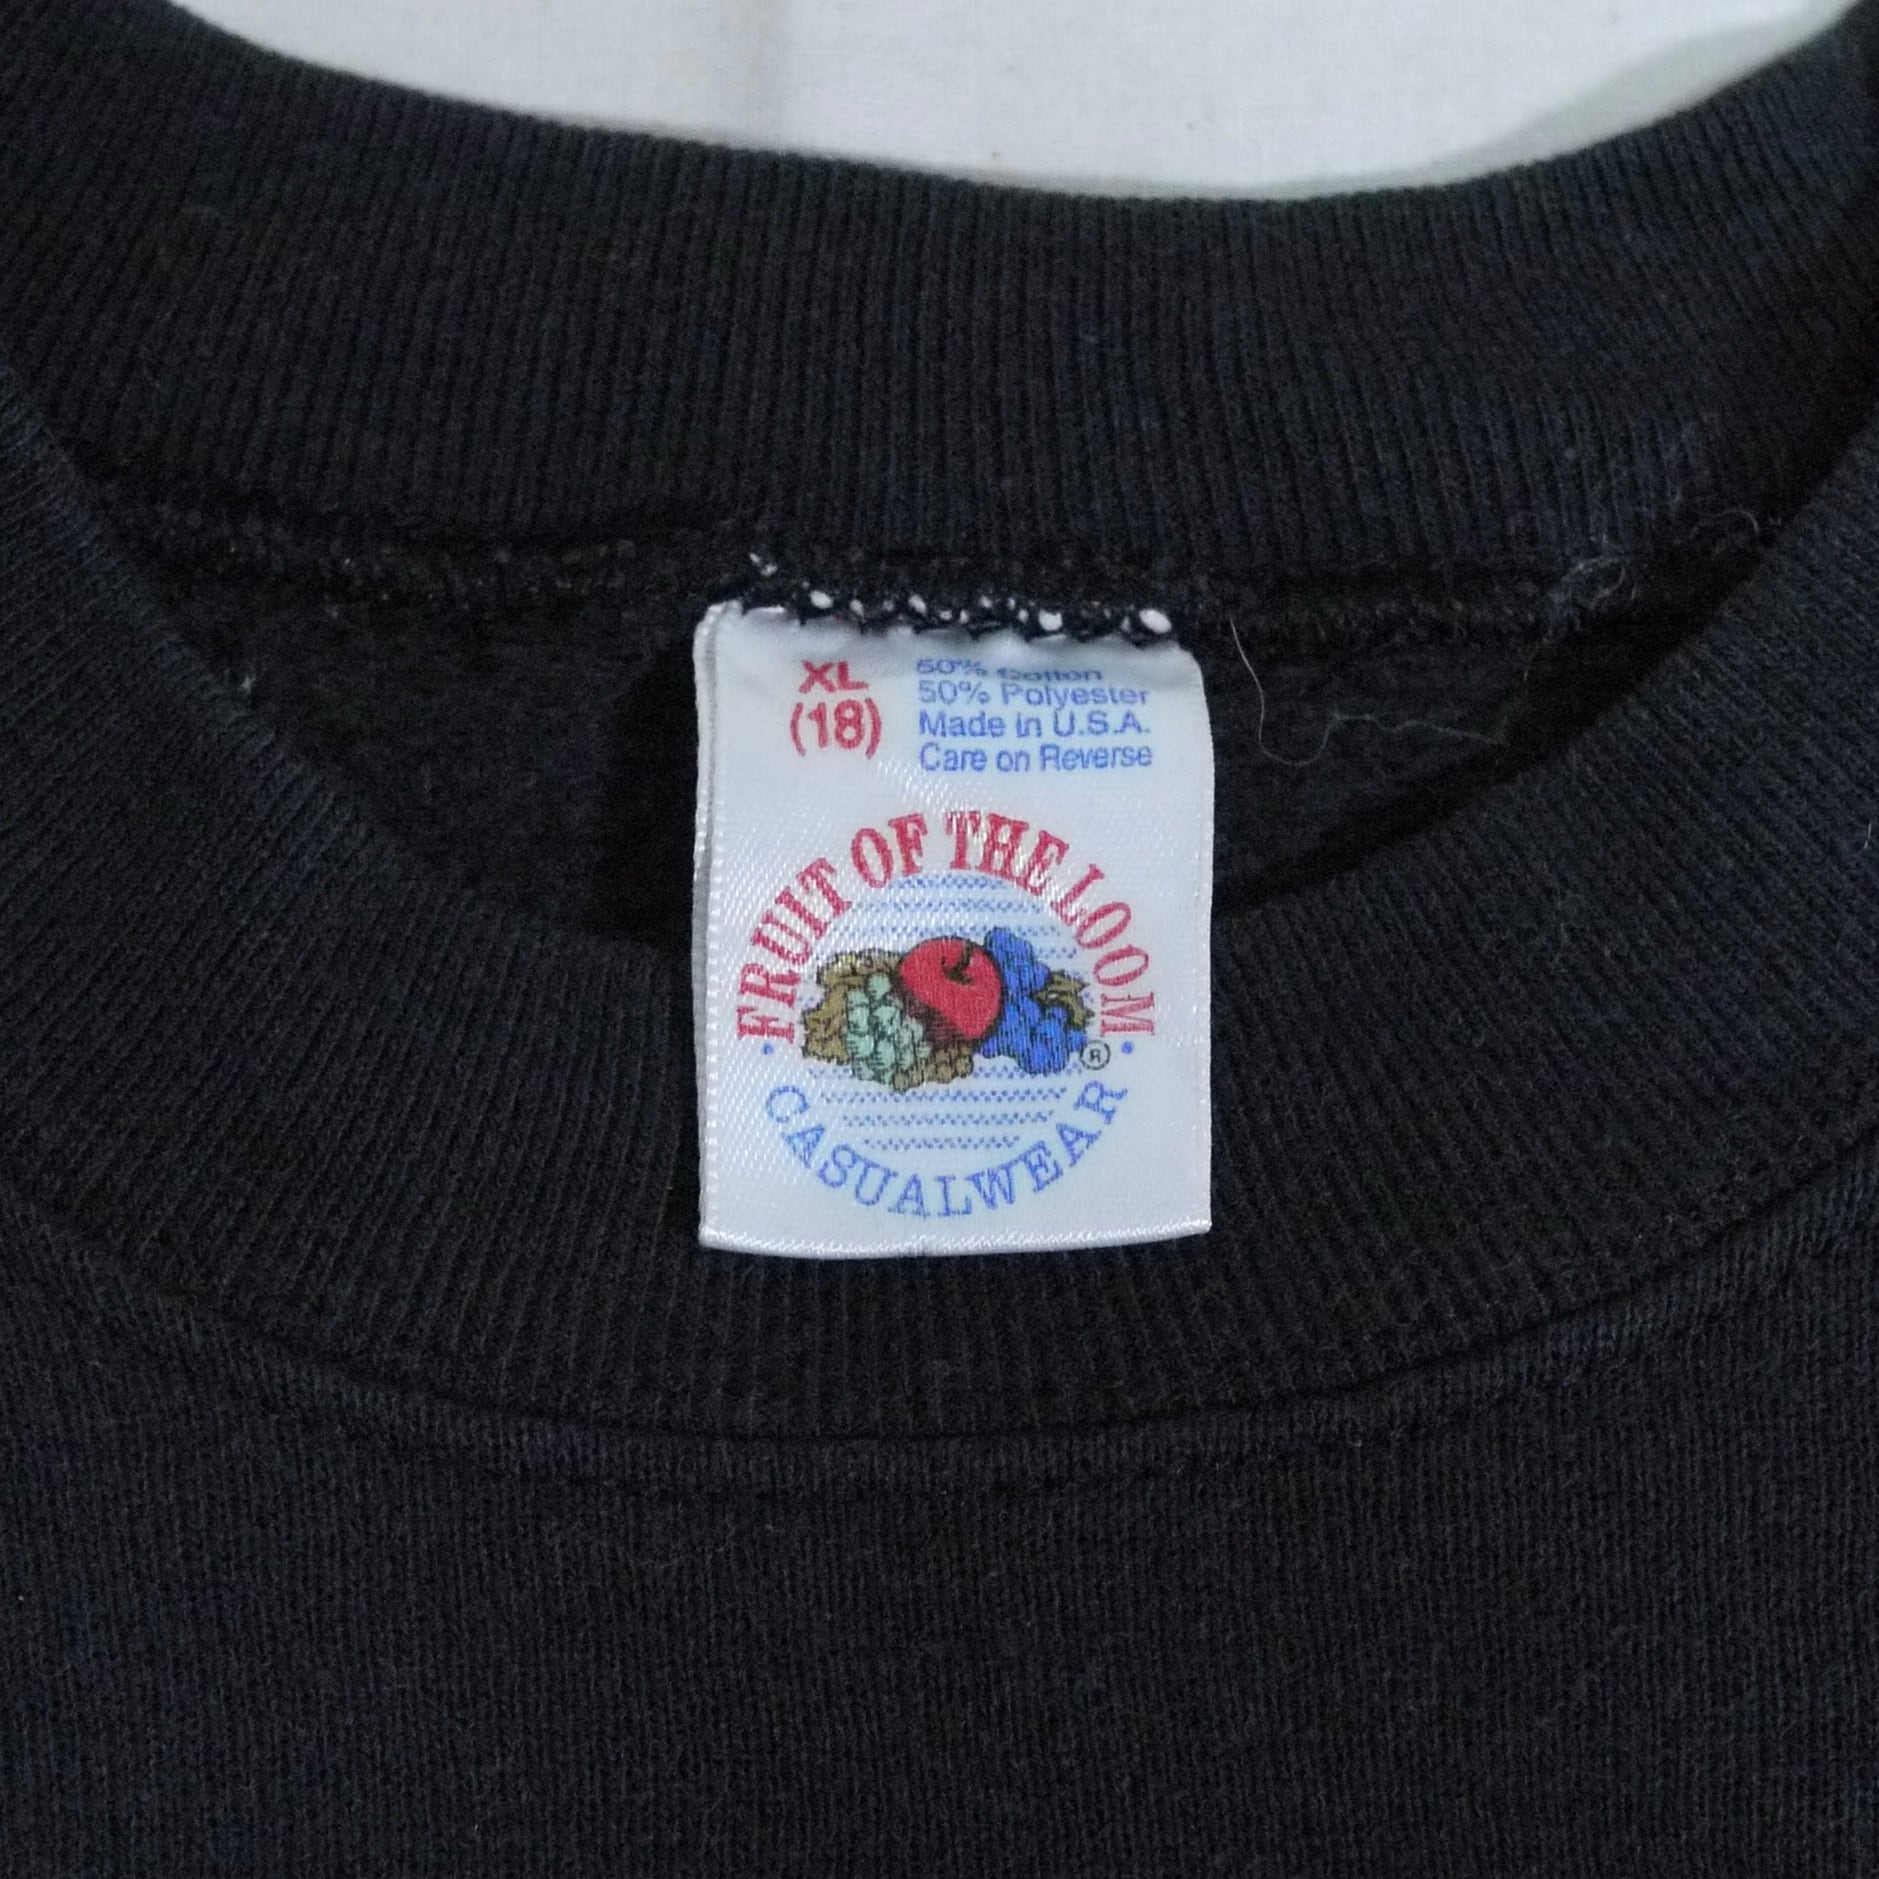 XL
(18)
50% Cotton
50% Polyester
Made in U.S.A.
Care on Reverse
FRUIT OF THE LOOM
®
CASUALWEAR